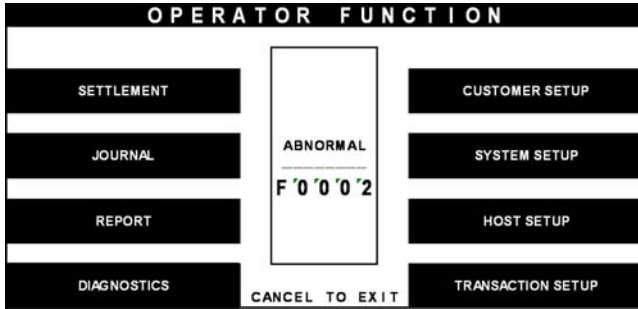 OPERATOR FUNCTION
SETTLEMENT
CUSTOMER SETUP
ABNORMAL
JOURNAL
SYSTEM SETUP
F'0'0'0'2
REPORT
HOST SETUP
DIAGNOSTICS
TRANSACTION SETUP
CANCEL TO EXIT